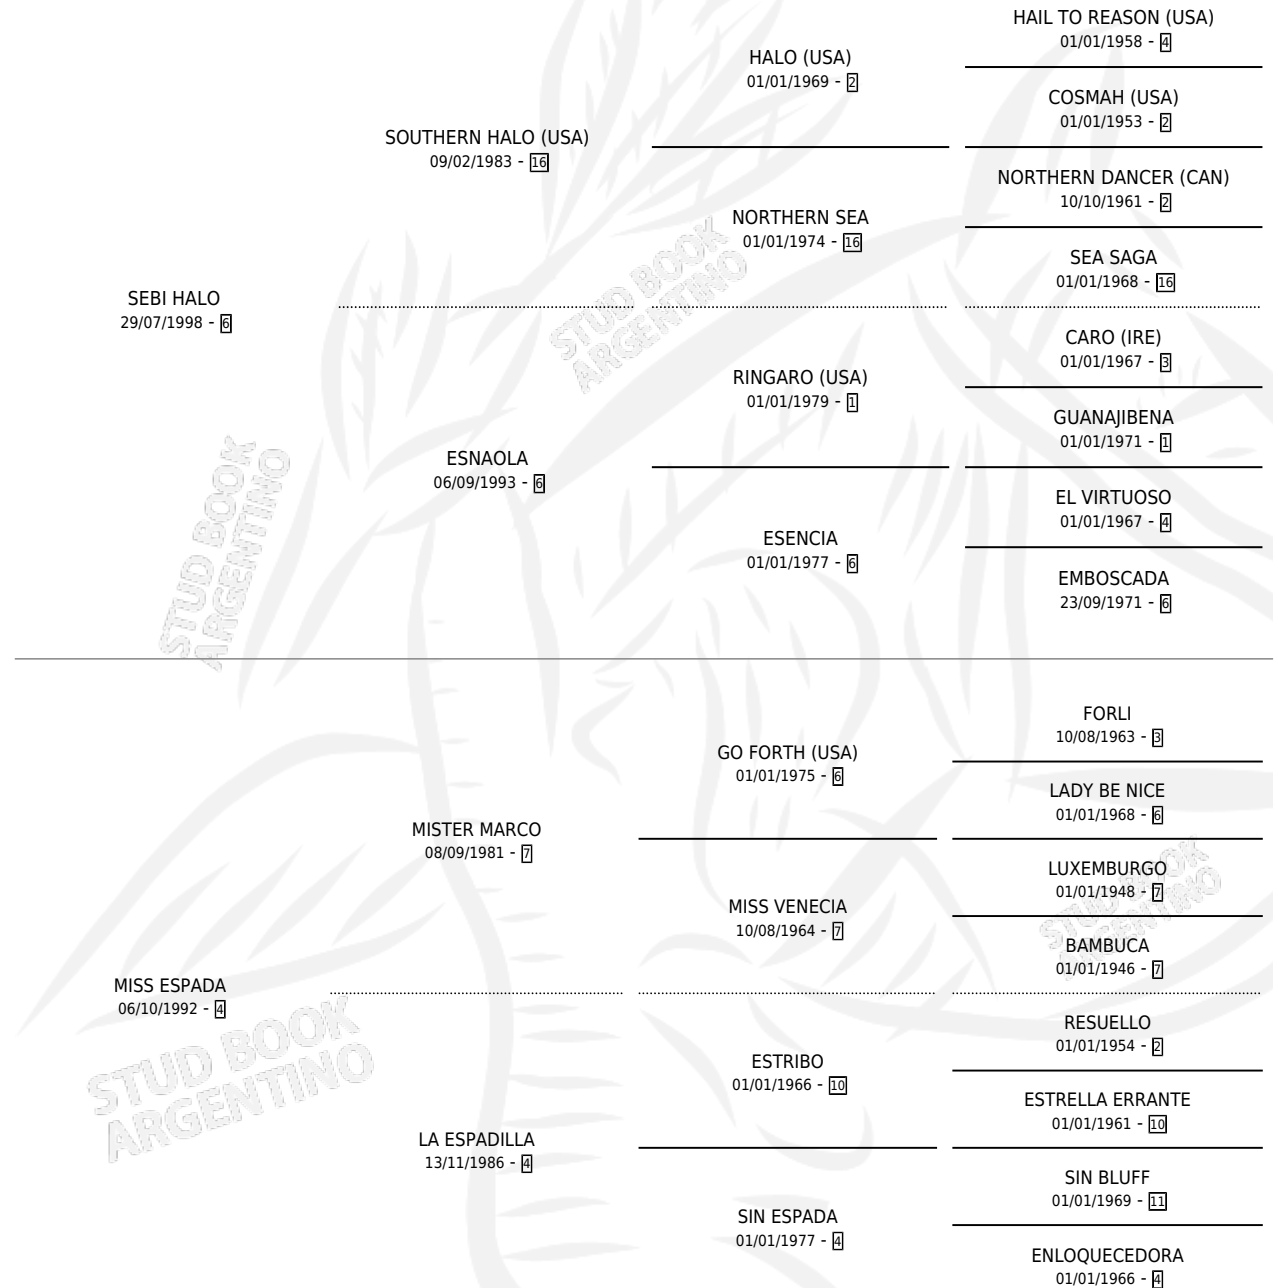 HAIL TO REASON (USA)
01/01/1958 - 4
HALO (USA)
01/01/1969 - 2
COSMAH (USA)
01/01/1953 - 2
SOUTHERN HALO (USA)
09/02/1983 - 16
NORTHERN DANCER (CAN)
10/10/1961 - 2
NORTHERN SEA
01/01/1974 - 16
SEA SAGA
01/01/1968 - 16
SEBI HALO
29/07/1998 - 6
CARO (IRE)
01/01/1967 - 3
RINGARO (USA)
01/01/1979 - 1
GUANAJIBENA
01/01/1971 - 1
ESNAOLA
06/09/1993 - 6
EL VIRTUOSO
01/01/1967 - 4
ESENCIA
01/01/1977 - 6
EMBOSCADA
23/09/1971 - 6
STUD BOOK
ARGENTINO
STUD BOOK
ARGENTINO
FORLI
10/08/1963 - 3
GO FORTH (USA)
01/01/1975 - 6
LADY BE NICE
01/01/1968 - 6
MISTER MARCO
08/09/1981 - 7
LUXEMBURGO
01/01/1948 - 7
MISS VENECIA
10/08/1964 - 7
BAMBUCA
01/01/1946 - 7
MISS ESPADA
06/10/1992 - 4
RESUELLO
01/01/1954 - 2
ESTRIBO
01/01/1966 - 10
ESTRELLA ERRANTE
01/01/1961 - 10
LA ESPADILLA
13/11/1986 - 4
SIN BLUFF
01/01/1969 - 11
SIN ESPADA
01/01/1977 - 4
ENLOQUECEDORA
01/01/1966 - 4
STUD BOOK
ARGENTINO
STUD BOOK
ARGENTINO